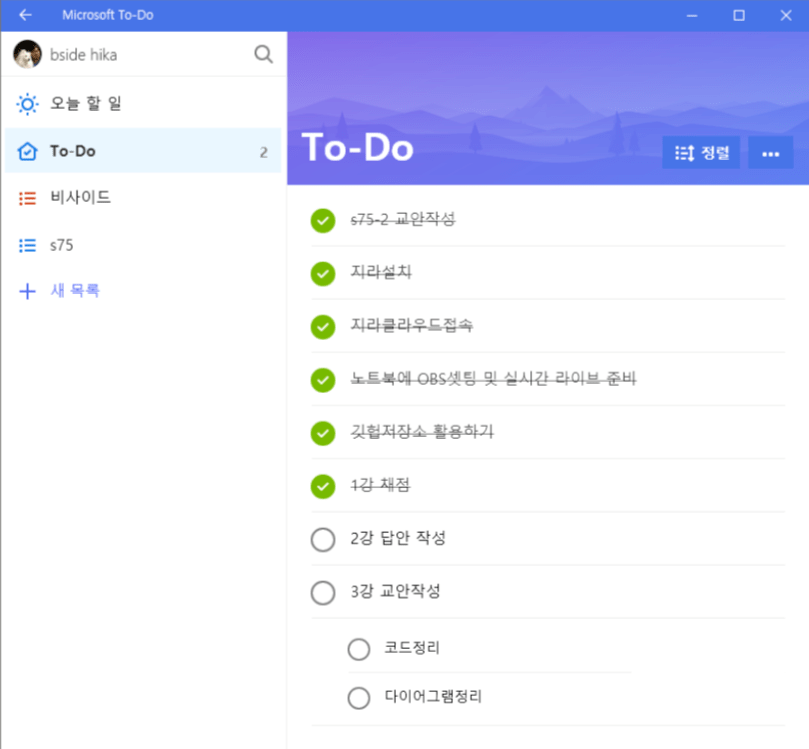 Microsoft To-Do
bside hika
오늘 할 일
To-Do
2
비사이드
s75
새 목록
To-Do
정렬
s75-2 교안작성
지라설치
지라클라우드접속
노트북에 OBS셋팅 및 실시간 라이브 준비
깃헙저장소 활용하기
1강 채점
2강 답안 작성
3강 교안작성
코드정리
다이어그램정리